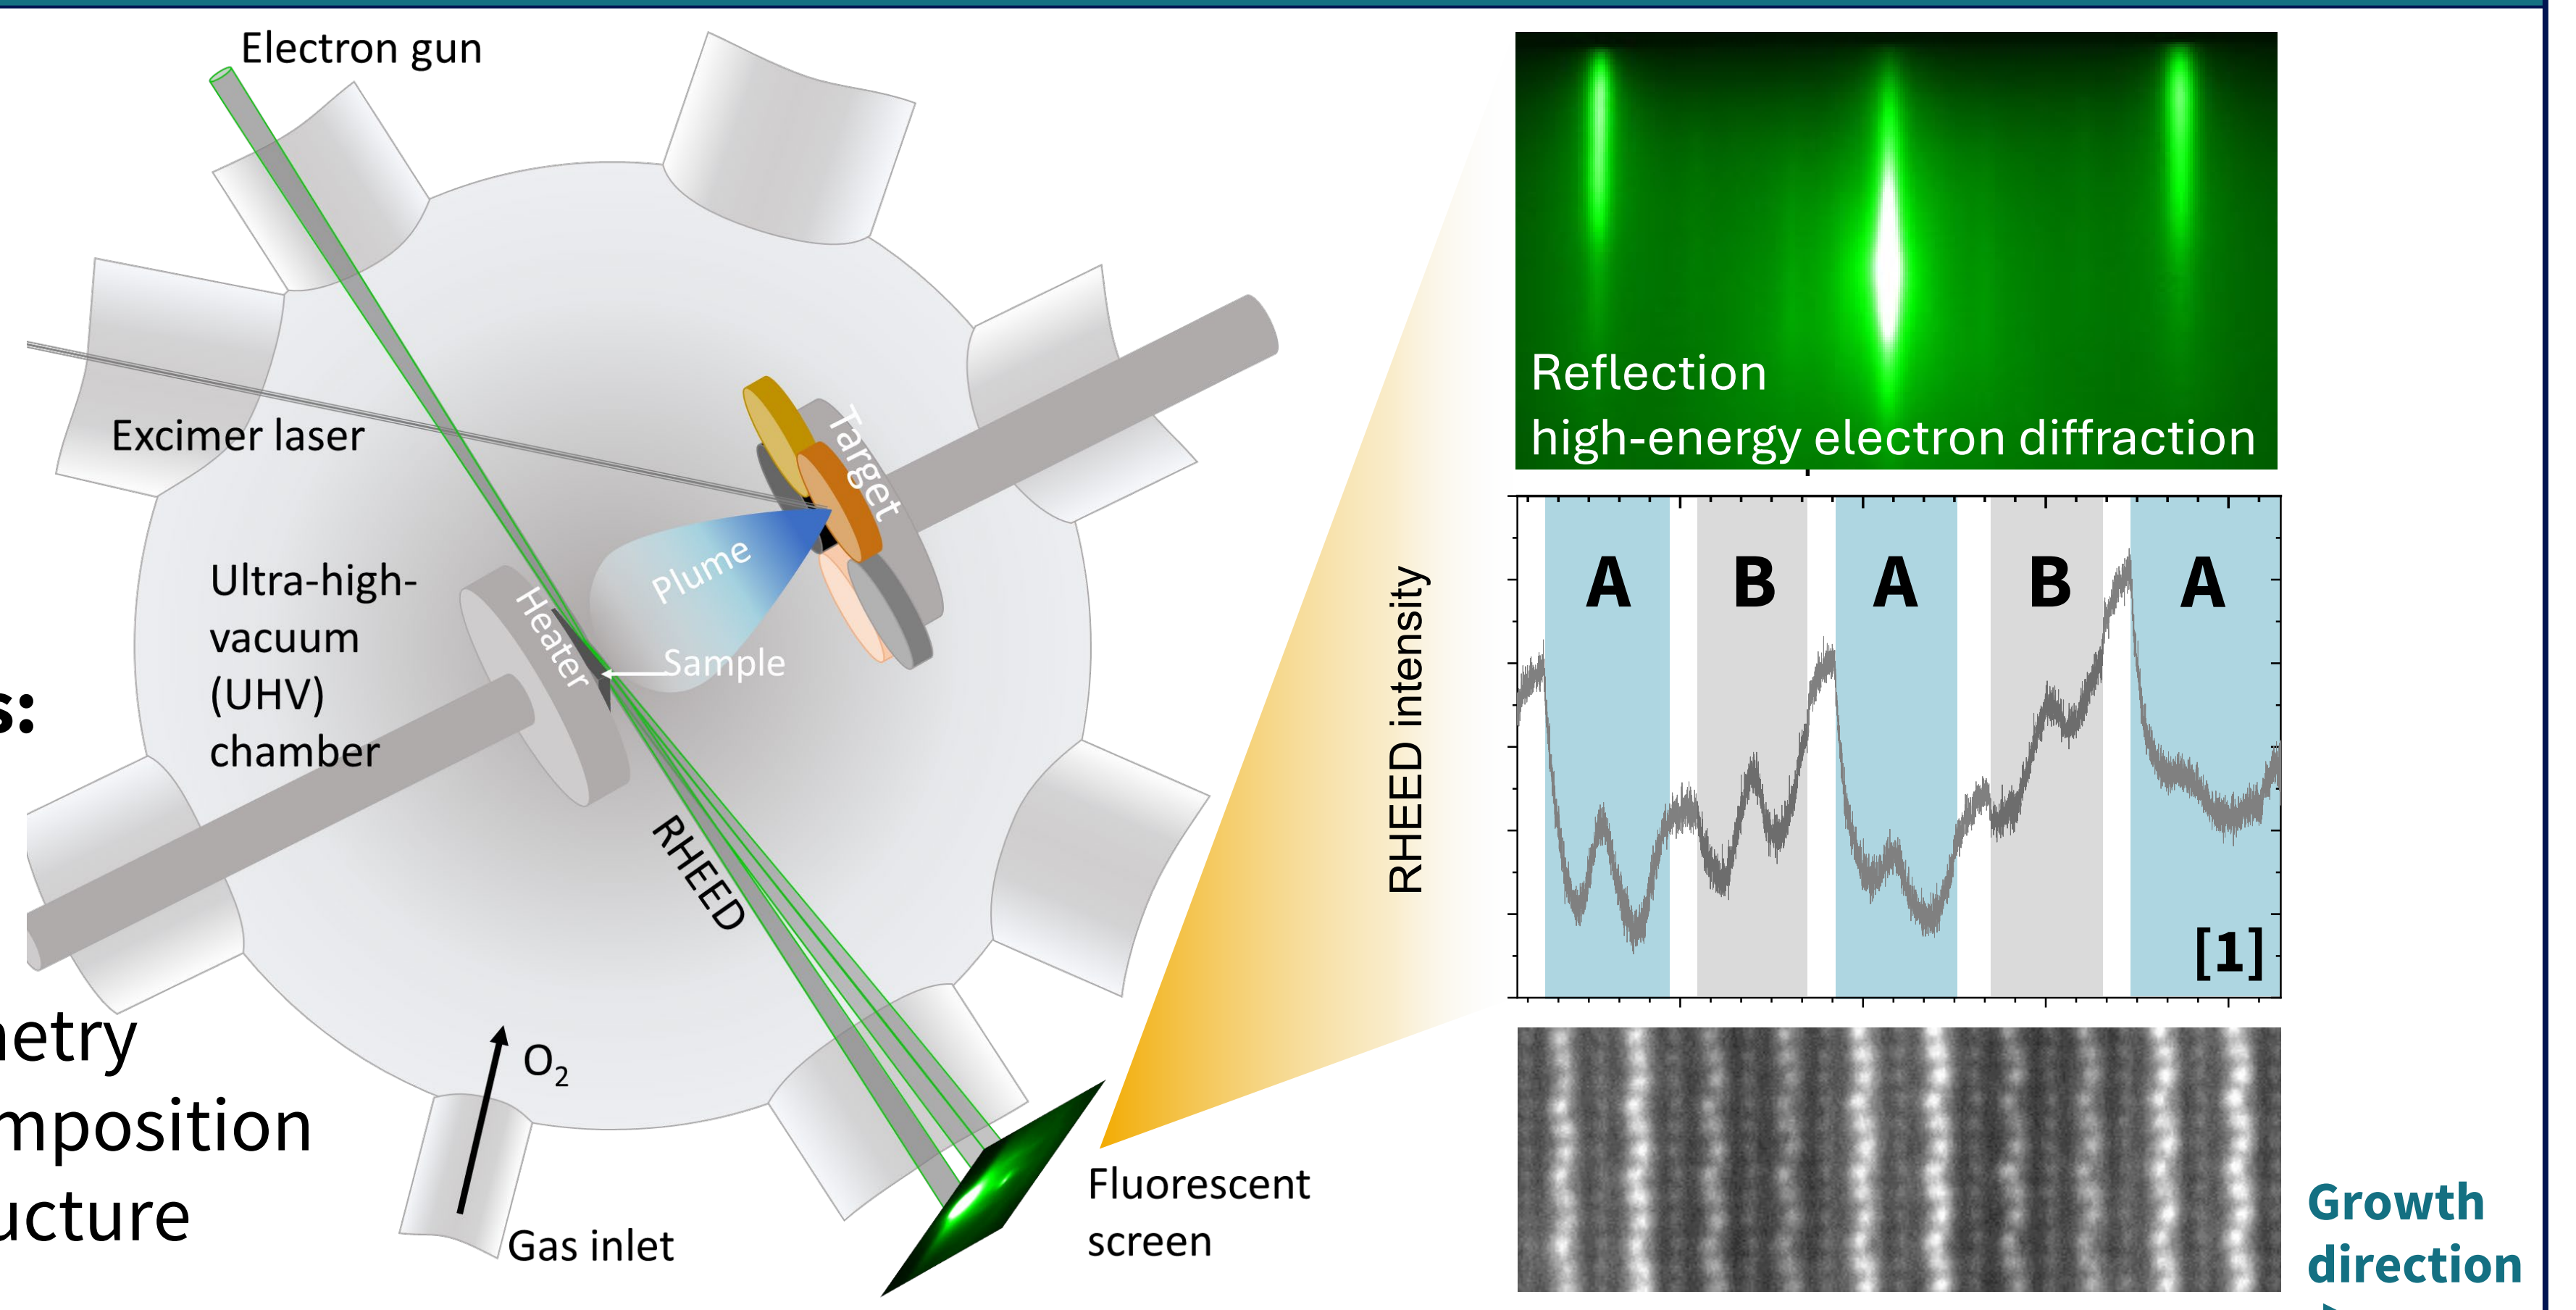 Electron gun
Excimer laser
Ultra-high-
vacuum
(UHV)
chamber
Target
Plume
Heater
Sample
RHEED
O₂
Gas inlet
Fluorescent
screen
s:
netry
mposition
ucture
Reflection
high-energy electron diffraction
RHEED intensity
A
B
A
B
A
[1]
Growth
direction